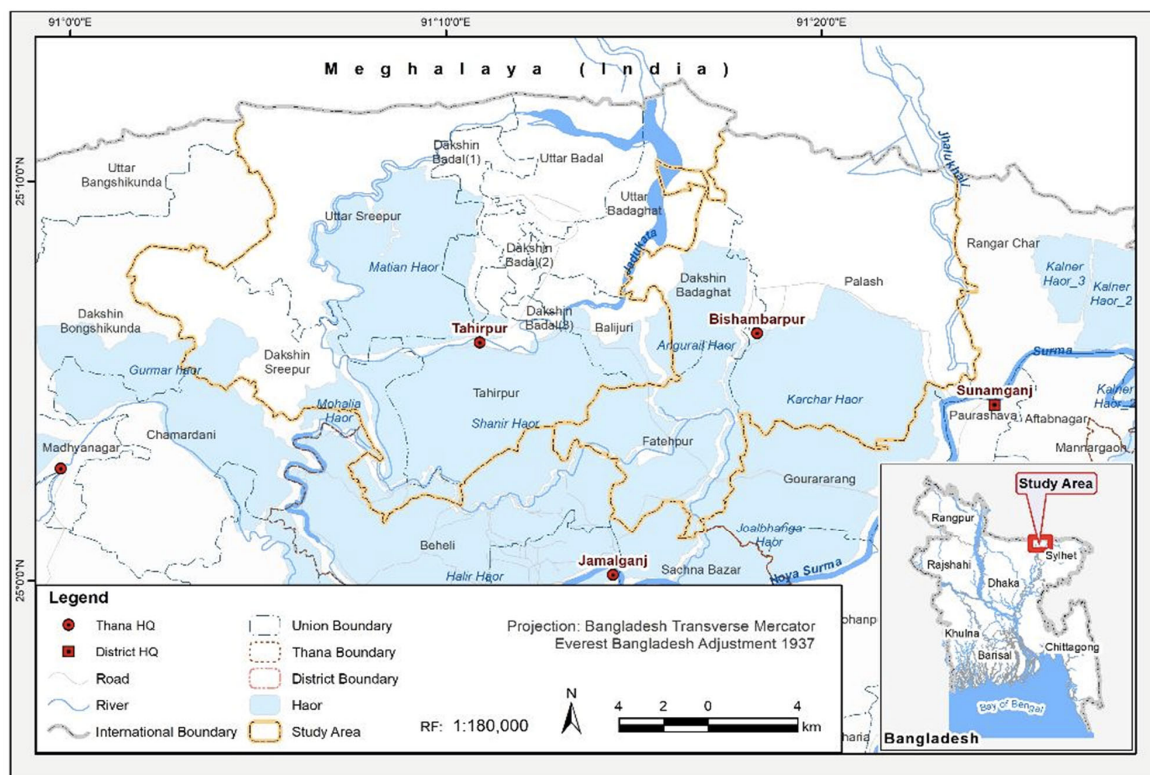 91°0'0"E
91°10'0"E
91°20'0"E
Meghalaya (India)
25°10'0"N
25°0'0"N
Uttar
Bangshikunda
Dakshin
Badal(1)
Uttar Badal
Uttar
Badaghat
Jhalukhali
Uttar Sreepur
Matian Haor
Dakshin
Badal(2)
Jadukata
Rangar Char
Kalner
Haor_3
Kalner
Haor_2
Dakshin
Badaghat
Palash
Dakshin
Bongshikunda
Dakshin
Badal(3)
Balijuri
Tahirpur
Bishambarpur
Angurali Haor
Surma
Gurmar haor
Dakshin
Sreepur
Tahirpur
Karchar Haor
Sunamganj
Paurashava
Aftabnagar
Kalner
Mohalia
Haor
Shanir Haor
Chamardani
Madhyanagar
Fatehpur
Mannargaon
Gourararang
Joalbhanga
Haor
Beheli
Halir Haor
Jamalganj
Sachna Bazar
Noya Surma
Legend
Thana HQ
District HQ
Road
River
International Boundary
Union Boundary
Thana Boundary
District Boundary
Haor
Study Area
Projection: Bangladesh Transverse Mercator
Everest Bangladesh Adjustment 1937
RF: 1:180,000
N
4 2 0 4
km
Study Area
Rangpur
Sylhet
Rajshahi
Dhaka
Khulna
Barisal
Chittagong
Bay of Bengal
Bangladesh